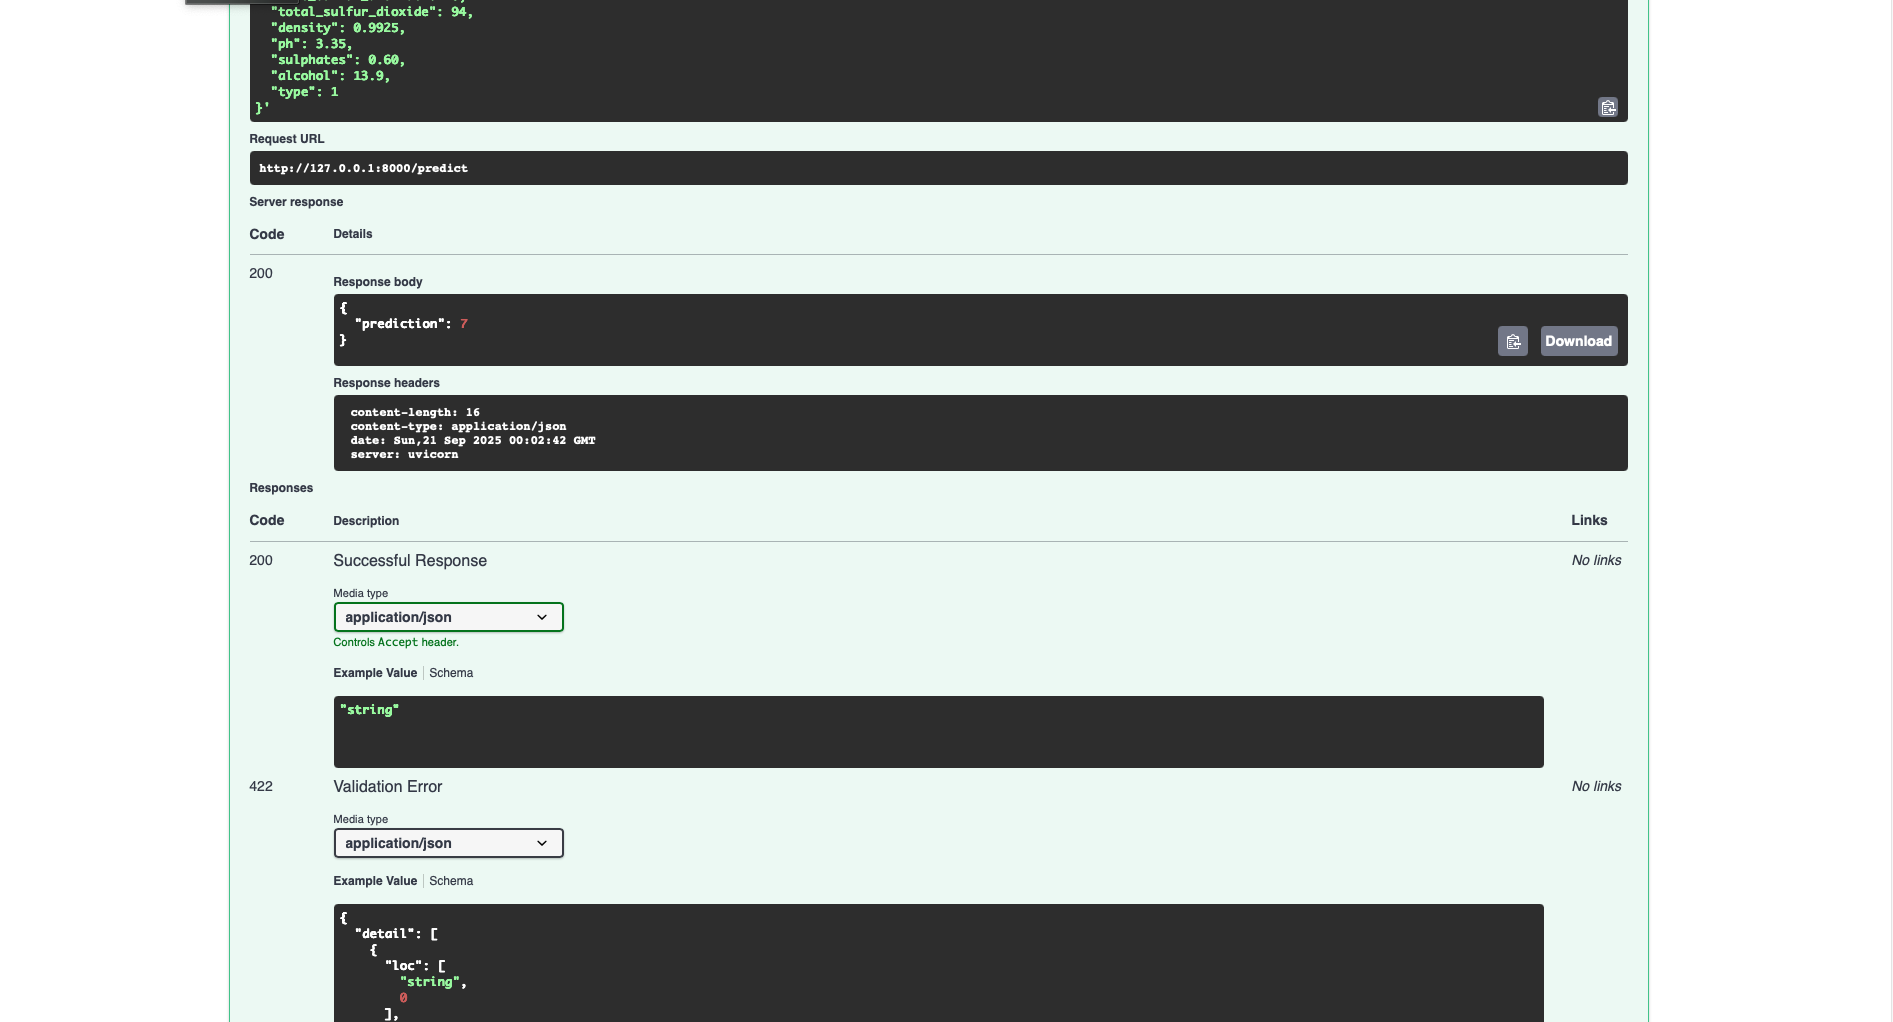 "total_sulfur_dioxide": 94,
"density": 0.9925,
"ph": 3.35,
"sulphates": 0.60,
"alcohol": 13.9,
"type": 1
}'
Request URL
http://127.0.0.1:8000/predict
Server response
Code Details
200
Response body
{
"prediction": 7
}
Download
Response headers
content-length: 16
content-type: application/json
date: Sun,21 Sep 2025 00:02:42 GMT
server: uvicorn
Responses
Code Description Links
200 Successful Response No links
Media type
application/json
Controls Accept header.
Example Value Schema
"string"
422 Validation Error No links
Media type
application/json
Example Value Schema
{
"detail": [
{
"loc": [
"string",
0
],